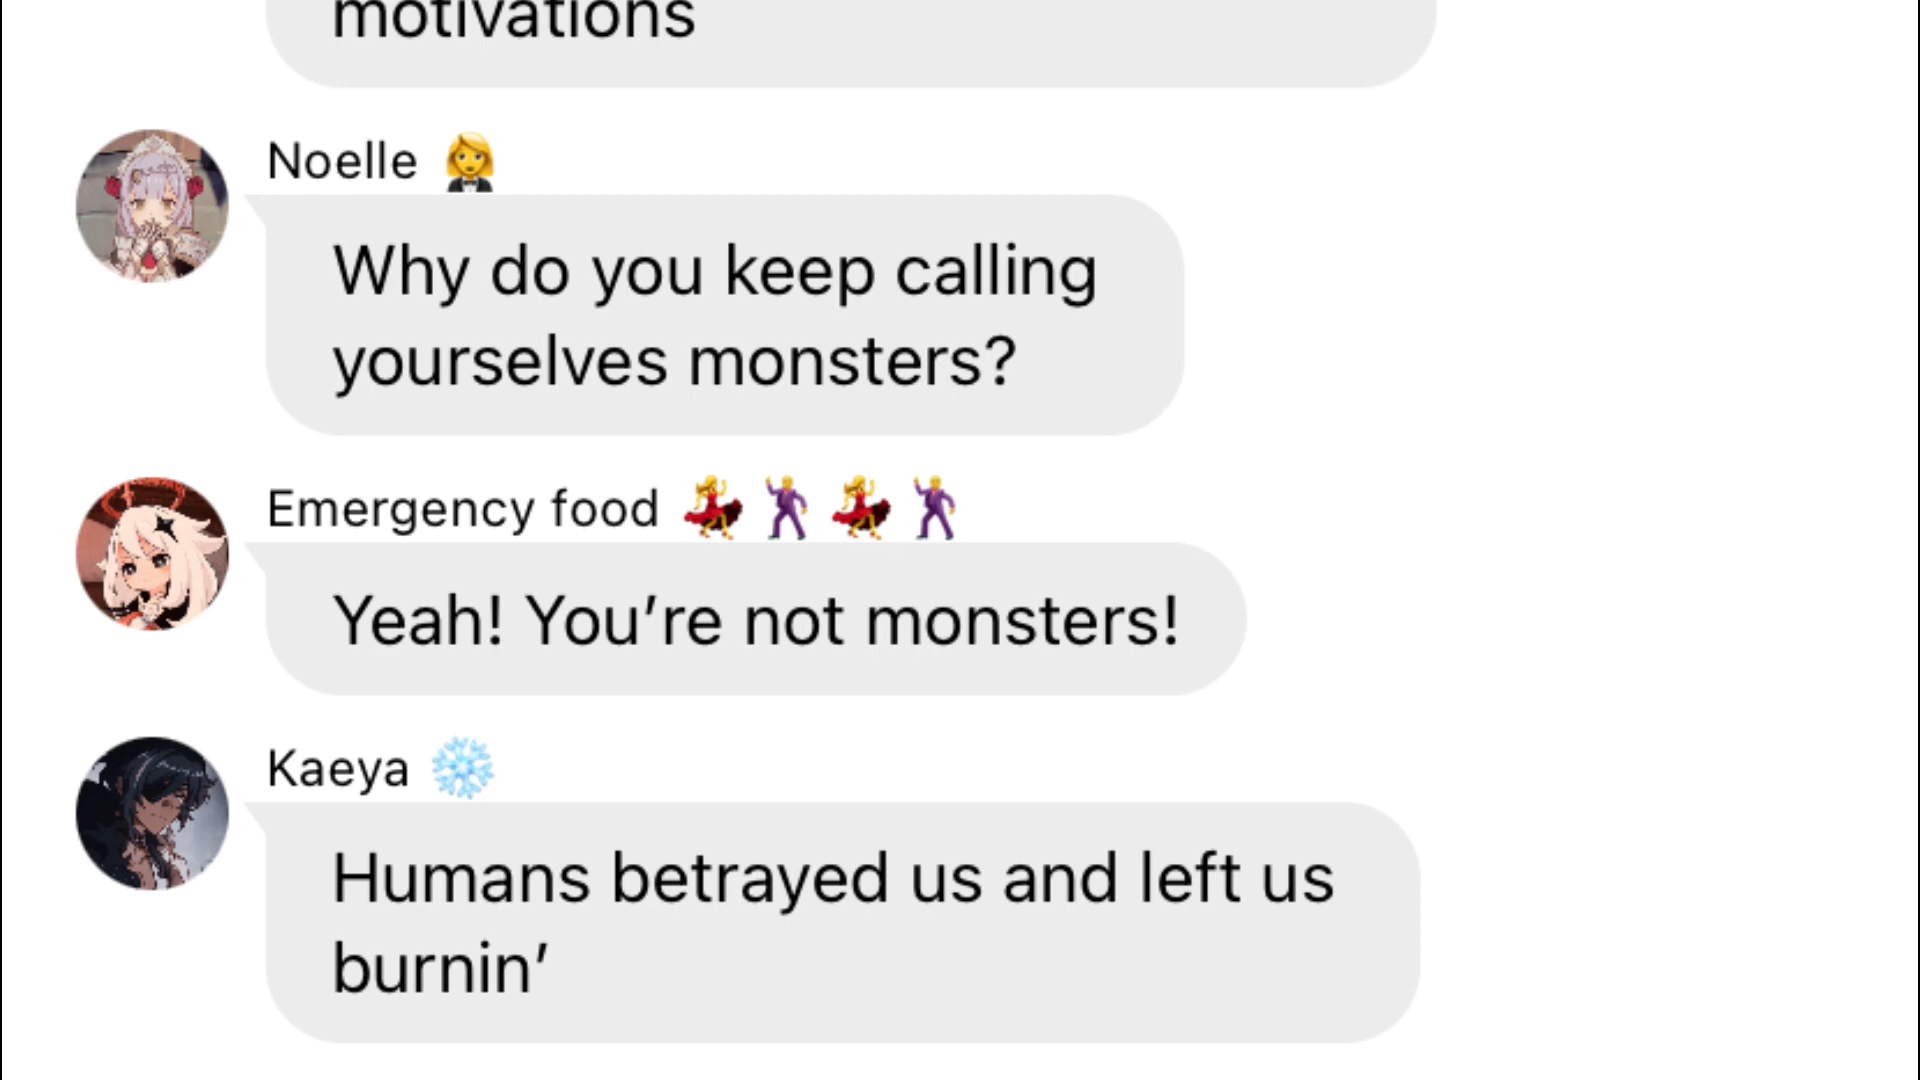 motivations
Noelle 🤵‍♀️
Why do you keep calling
yourselves monsters?
Emergency food 💃🕺💃🕺
Yeah! You’re not monsters!
Kaeya ❄️
Humans betrayed us and left us
burnin’